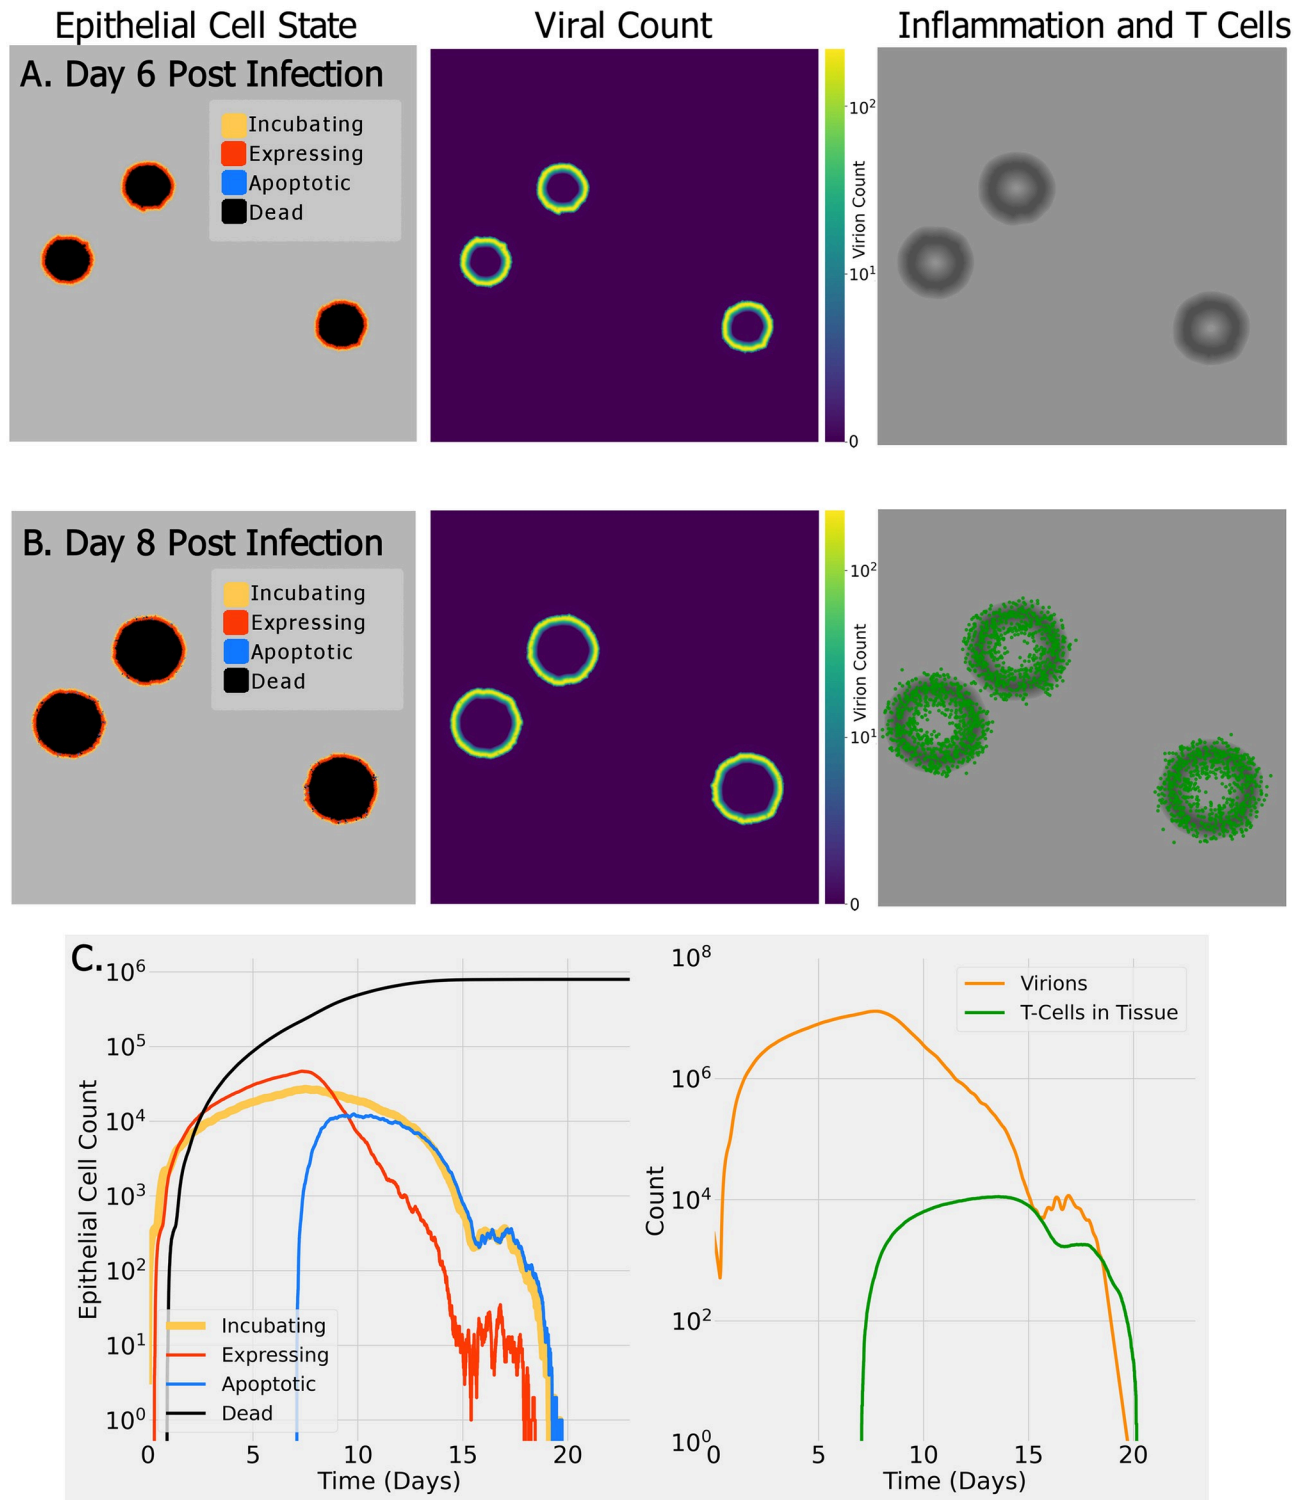 Epithelial Cell State
Viral Count
Inflammation and T Cells
A. Day 6 Post Infection
Incubating
Expressing
Apoptotic
Dead
10²
Virion Count
10¹
0
B. Day 8 Post Infection
Incubating
Expressing
Apoptotic
Dead
10²
Virion Count
10¹
0
C.
10⁶
10⁵
10⁴
10³
10²
10¹
10⁰
Epithelial Cell Count
Incubating
Expressing
Apoptotic
Dead
0 5 10 15 20
Time (Days)
10⁸
10⁶
10⁴
10²
10⁰
Count
Virions
T-Cells in Tissue
0 5 10 15 20
Time (Days)